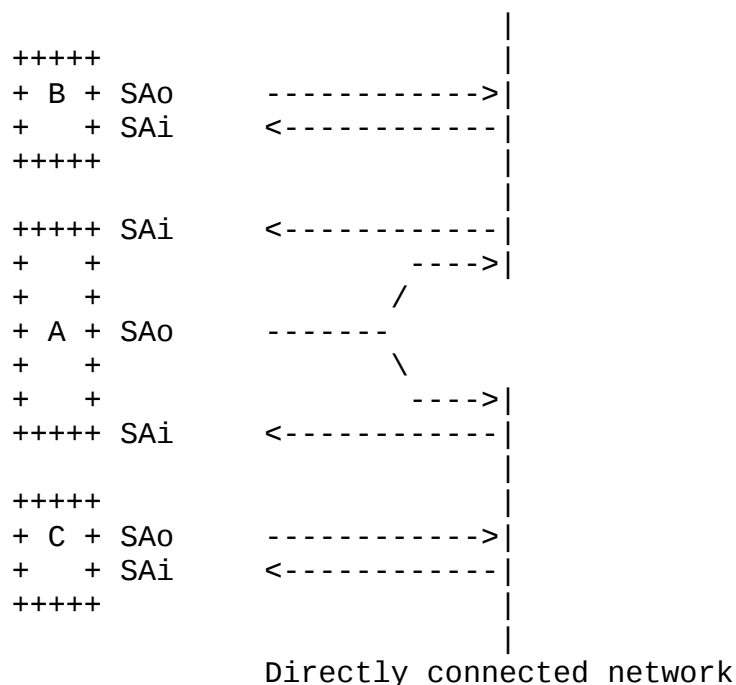 |
+++++                        |
+ B + SAo     ------------>|
+   + SAi     <------------|
+++++                        |
                             |
+++++ SAi     <------------|
+   +                  ---->|
+   +                 /
+ A + SAo     -------
+   +                 \
+   +                  ---->|
+++++ SAi     <------------|
                             |
+++++                        |
+ C + SAo     ------------>|
+   + SAi     <------------|
+++++                        |
                             |
Directly connected network